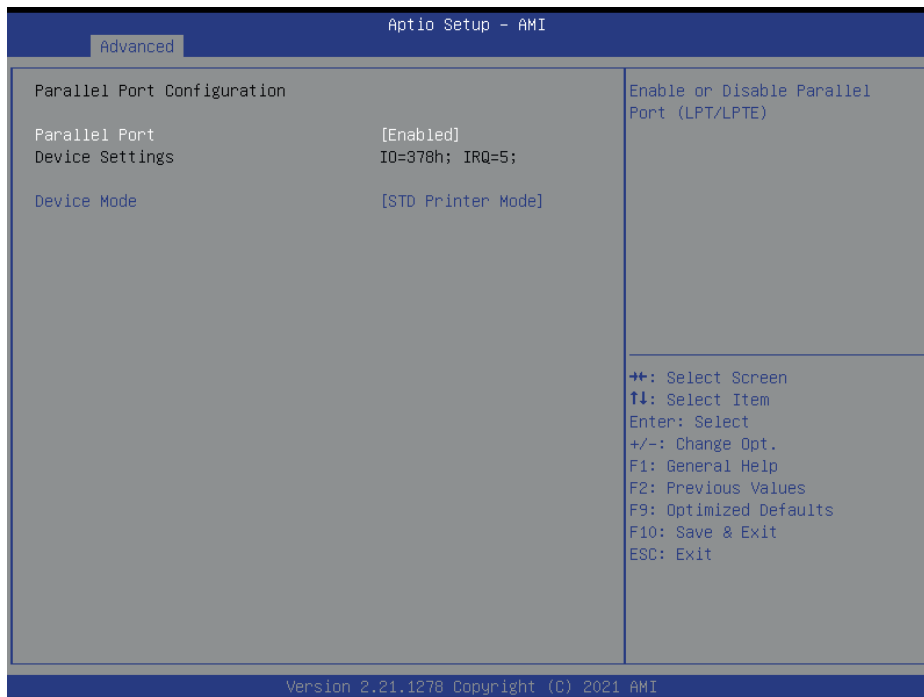 Aptio Setup – AMI
Advanced
Parallel Port Configuration
Parallel Port [Enabled]
Device Settings IO=378h; IRQ=5;
Device Mode [STD Printer Mode]
Enable or Disable Parallel
Port (LPT/LPTE)
→←: Select Screen
↑↓: Select Item
Enter: Select
+/-: Change Opt.
F1: General Help
F2: Previous Values
F9: Optimized Defaults
F10: Save & Exit
ESC: Exit
Version 2.21.1278 Copyright (C) 2021 AMI